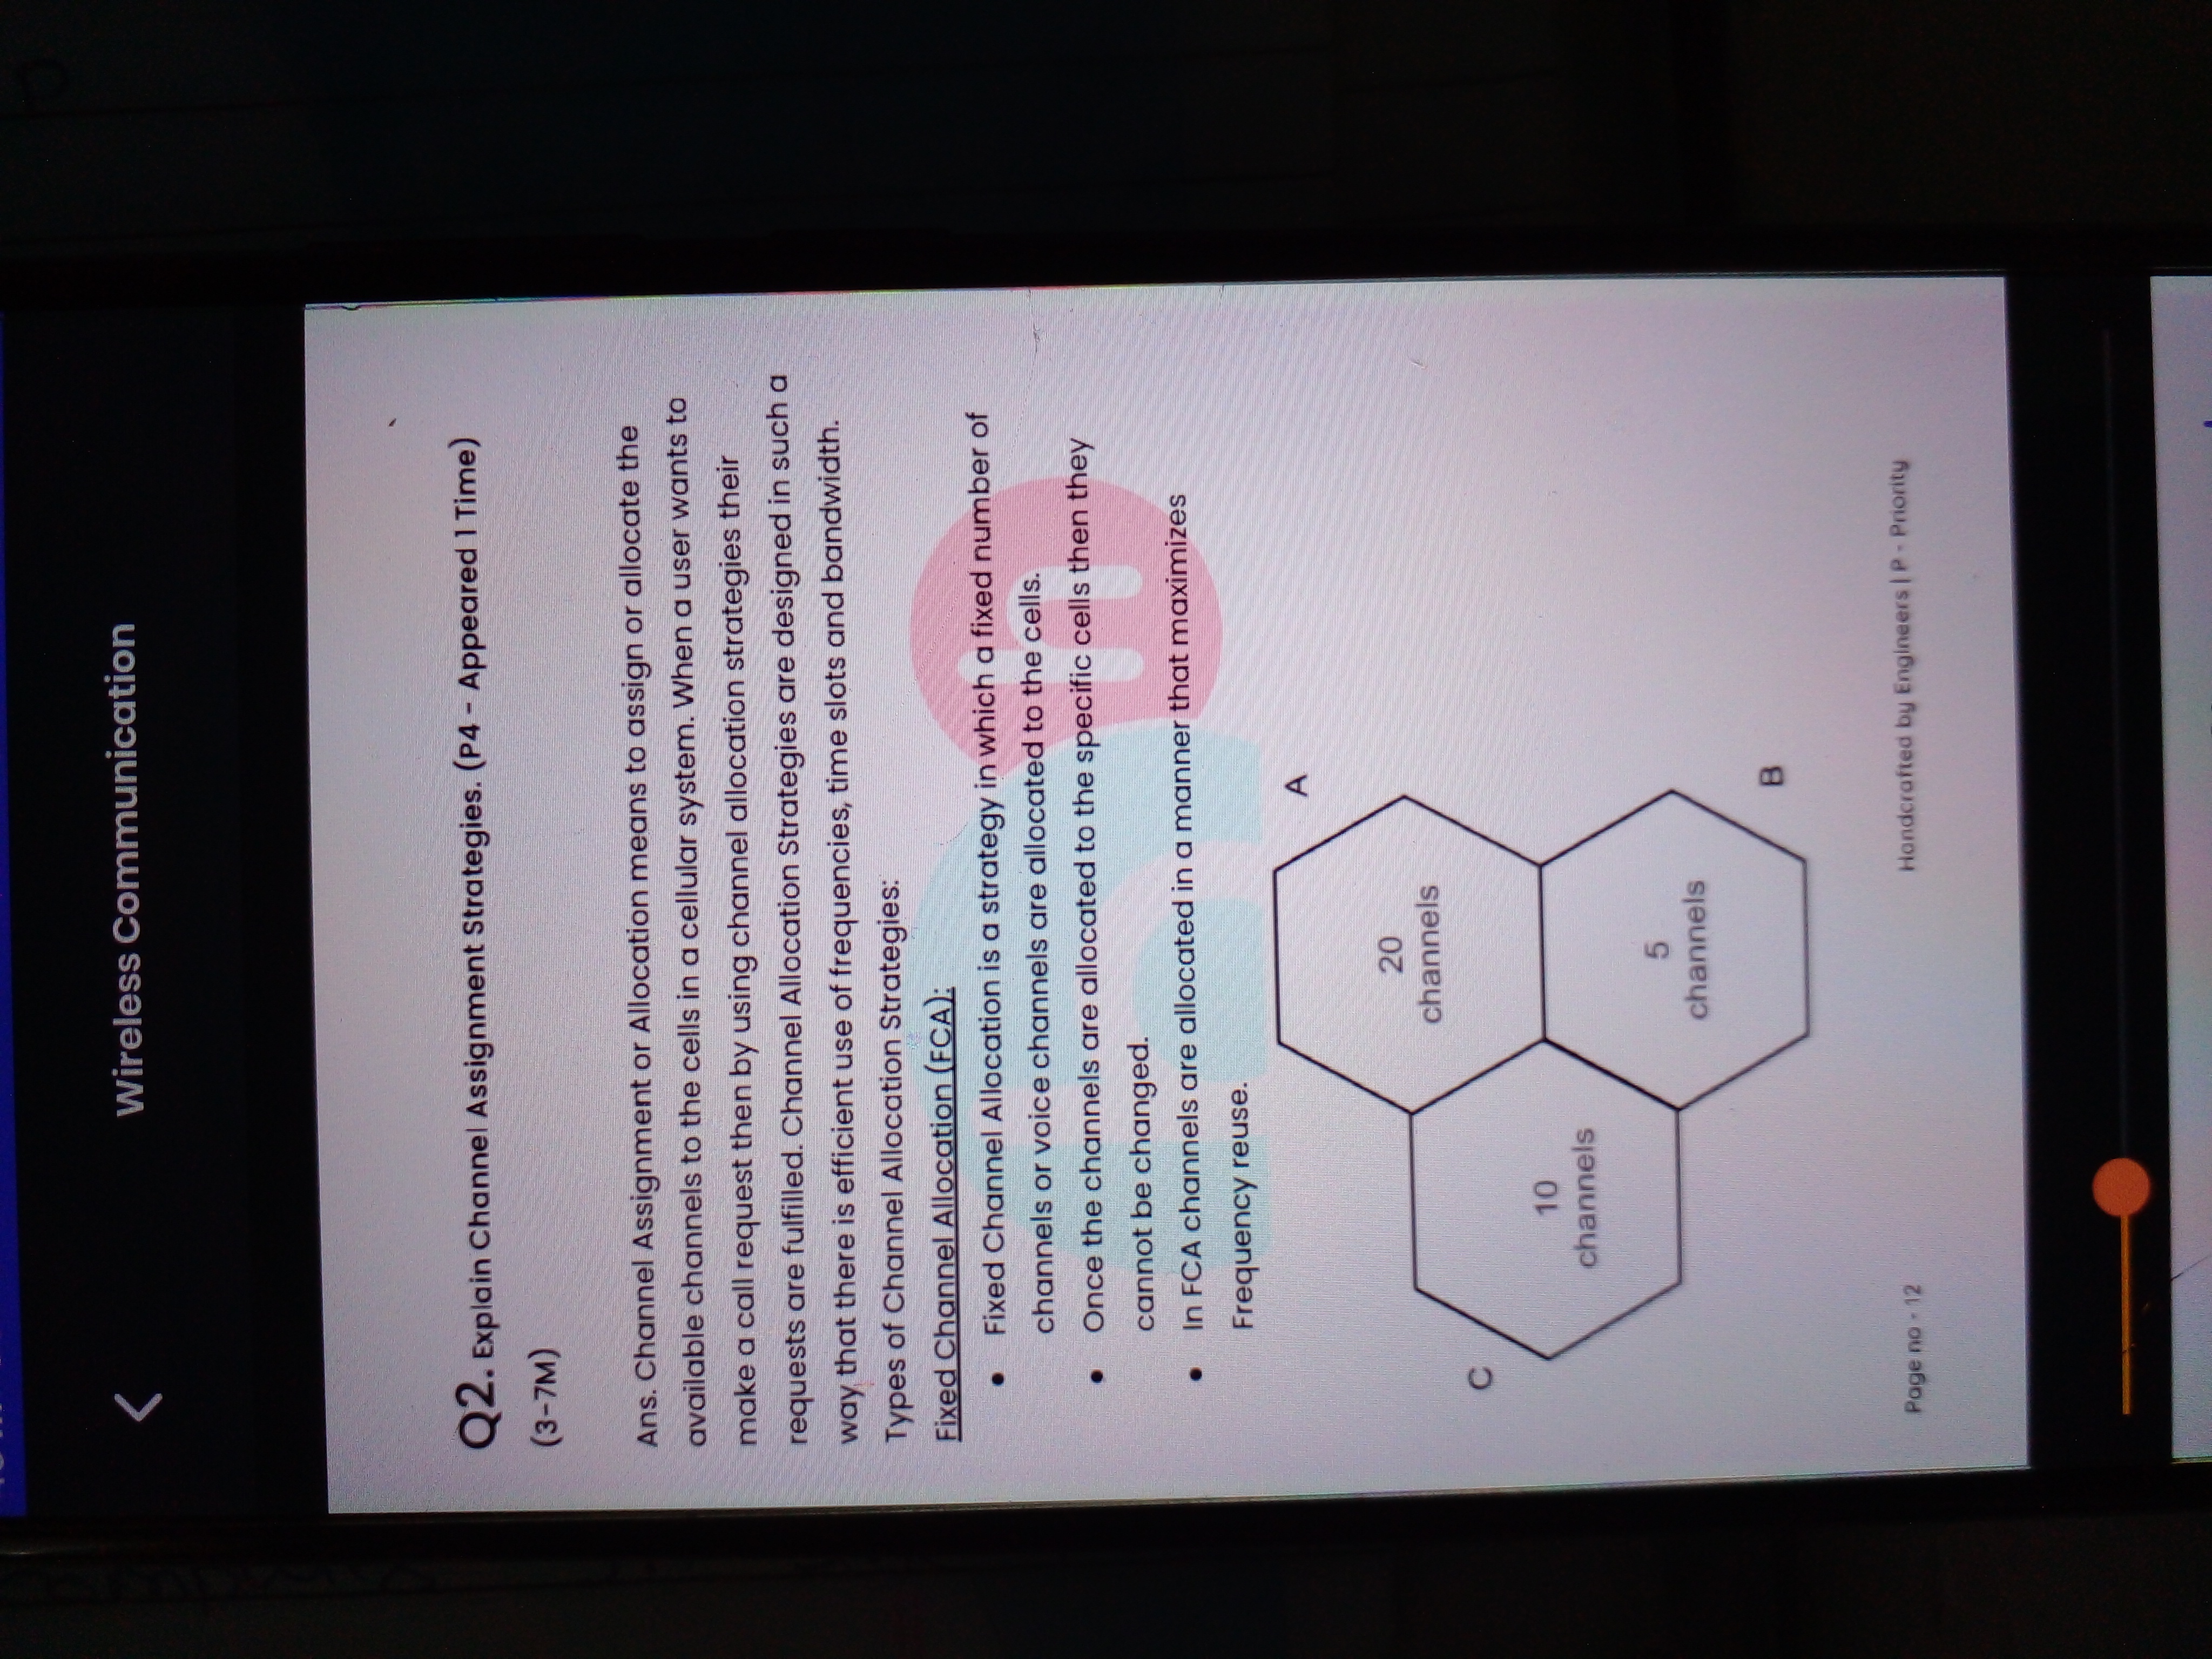 Wireless Communication
Q2. Explain Channel Assignment Strategies. (P4 - Appeared 1 Time)
(3-7M)
Ans. Channel Assignment or Allocation means to assign or allocate the
available channels to the cells in a cellular system. When a user wants to
make a call request then by using channel allocation strategies their
requests are fulfilled. Channel Allocation Strategies are designed in such a
way that there is efficient use of frequencies, time slots and bandwidth.
Types of Channel Allocation Strategies:
Fixed Channel Allocation (FCA):
• Fixed Channel Allocation is a strategy in which a fixed number of
channels or voice channels are allocated to the cells.
• Once the channels are allocated to the specific cells then they
cannot be changed.
• In FCA channels are allocated in a manner that maximizes
Frequency reuse.
A
20
channels
C
10
channels
5
channels
B
Page no - 12
Handcrafted by Engineers | P - Priority